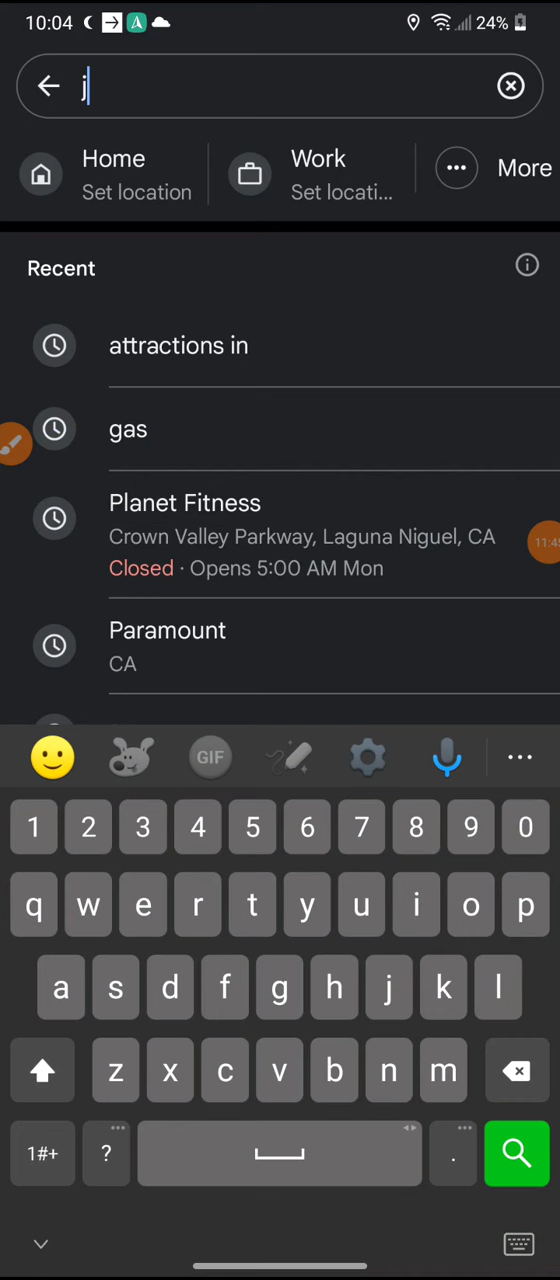 10:04
24%
j
Home
Set location
Work
Set locati...
More
Recent
attractions in
gas
Planet Fitness
Crown Valley Parkway, Laguna Niguel, CA
Closed · Opens 5:00 AM Mon
Paramount
CA
GIF
1 2 3 4 5 6 7 8 9 0
q w e r t y u i o p
a s d f g h j k l
z x c v b n m
1#+ ? .